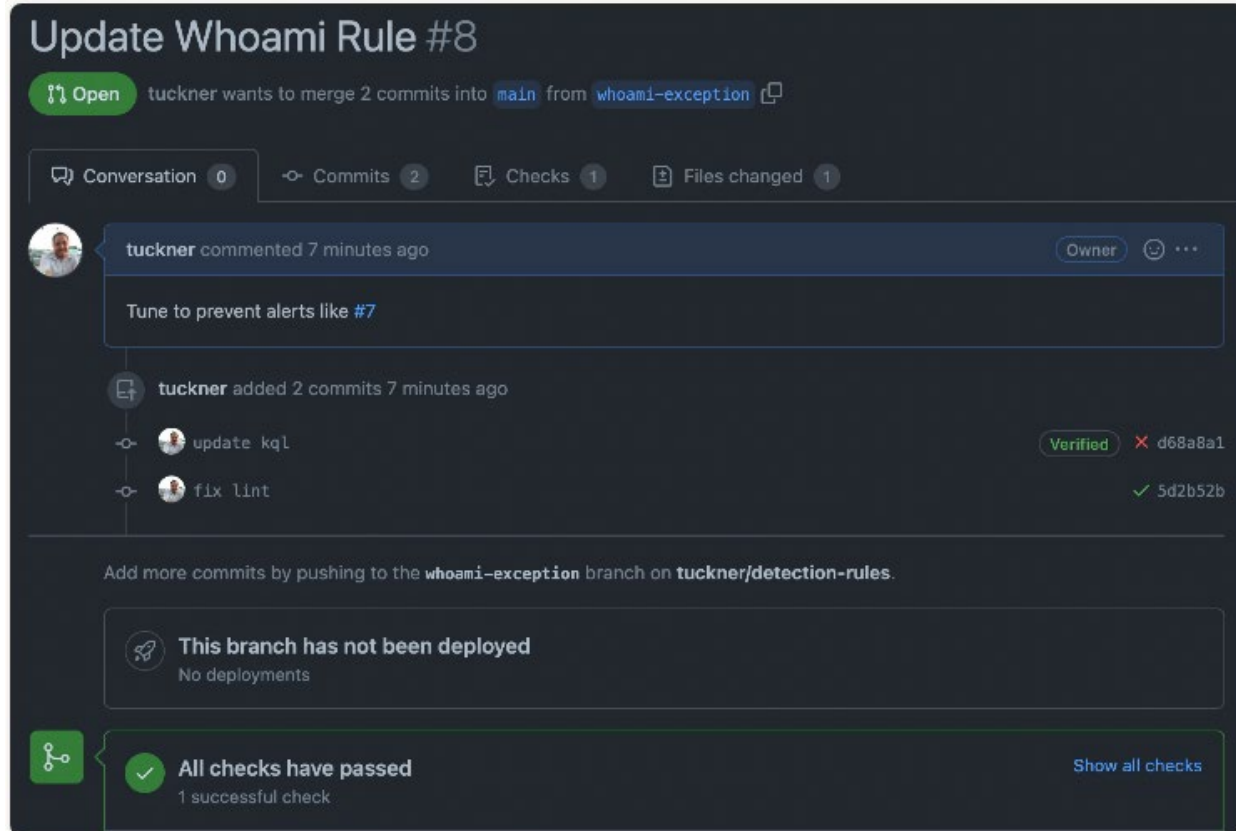 Update Whoami Rule #8
Open tuckner wants to merge 2 commits into main from whoami-exception
Conversation 0 Commits 2 Checks 1 Files changed 1
tuckner commented 7 minutes ago Owner
Tune to prevent alerts like #7
tuckner added 2 commits 7 minutes ago
update kql Verified d68a8a1
fix lint 5d2b52b
Add more commits by pushing to the whoami-exception branch on tuckner/detection-rules.
This branch has not been deployed
No deployments
All checks have passed Show all checks
1 successful check